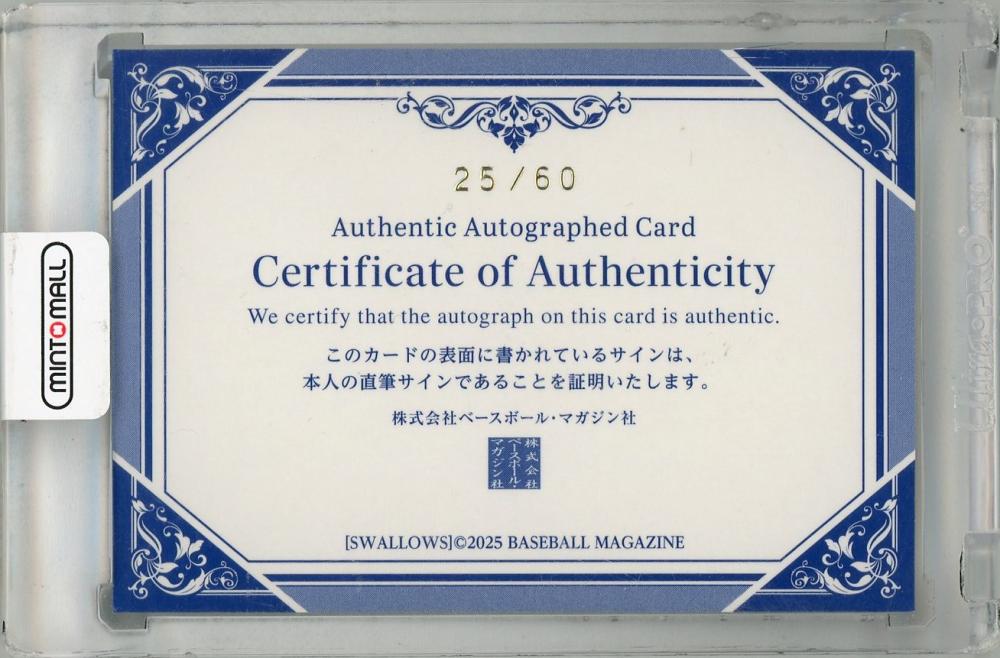 25/60
Authentic Autographed Card
Certificate of Authenticity
We certify that the autograph on this card is authentic.
このカードの表面に書かれているサインは、
本人の直筆サインであることを証明いたします。
株式会社ベースボール・マガジン社
株式会社
ベースボール・
マガジン社
[SWALLOWS]©2025 BASEBALL MAGAZINE
MINTOMALL